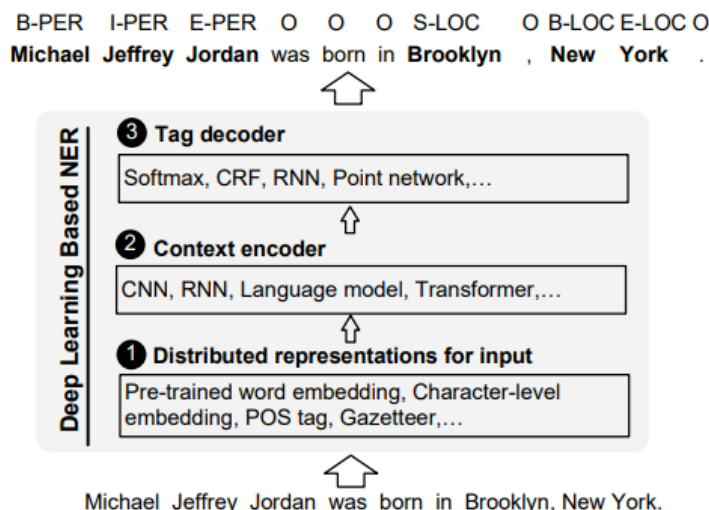 B-PER I-PER E-PER O O O S-LOC O B-LOC E-LOC O
Michael Jeffrey Jordan was born in Brooklyn , New York .
Deep Learning Based NER
3 Tag decoder
Softmax, CRF, RNN, Point network,...
2 Context encoder
CNN, RNN, Language model, Transformer,...
1 Distributed representations for input
Pre-trained word embedding, Character-level
embedding, POS tag, Gazetteer,...
Michael Jeffrey Jordan was born in Brooklyn, New York.